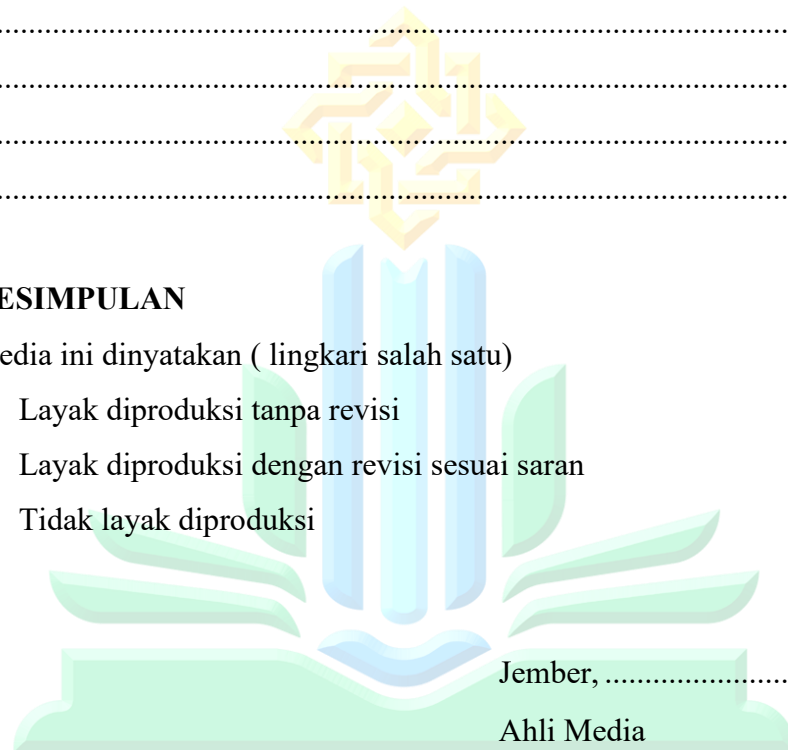 ........................................................................................................
........................................................................................................
........................................................................................................
........................................................................................................
ESIMPULAN
edia ini dinyatakan ( lingkari salah satu)
Layak diproduksi tanpa revisi
Layak diproduksi dengan revisi sesuai saran
Tidak layak diproduksi
Jember, .......................
Ahli Media